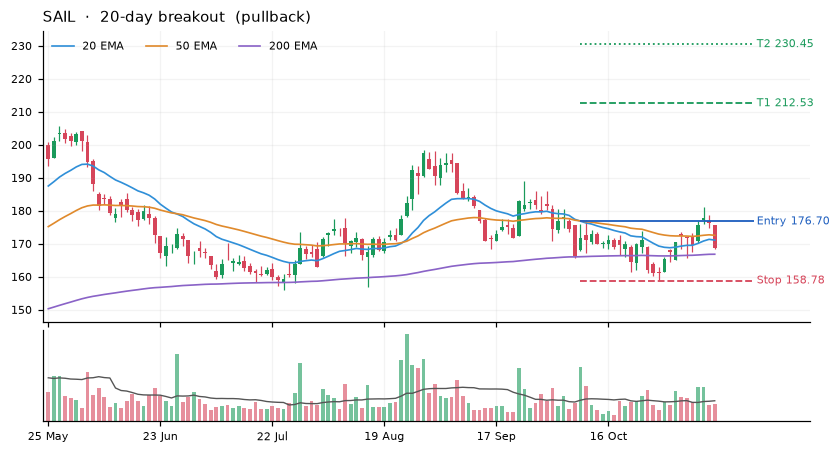 SAIL · 20-day breakout (pullback)
20 EMA 50 EMA 200 EMA
230
220
210
200
190
180
170
160
150
T2 230.45
T1 212.53
Entry 176.70
Stop 158.78
25 May 23 Jun 22 Jul 19 Aug 17 Sep 16 Oct